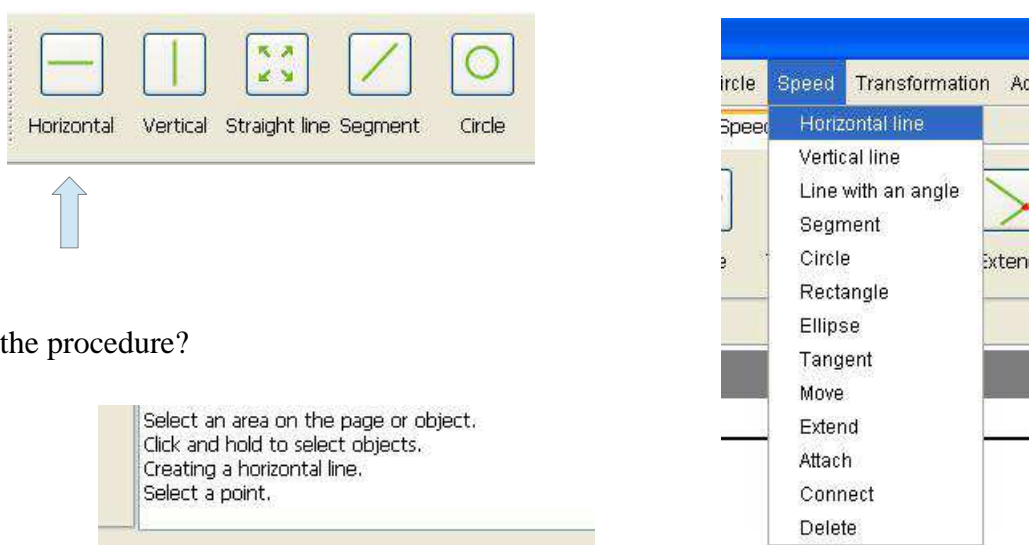 Horizontal Vertical Straight line Segment Circle
the procedure?
Select an area on the page or object.
Click and hold to select objects.
Creating a horizontal line.
Select a point.
Speed Transformation
Horizontal line
Vertical line
Line with an angle
Segment
Circle
Rectangle
Ellipse
Tangent
Move
Extend
Attach
Connect
Delete